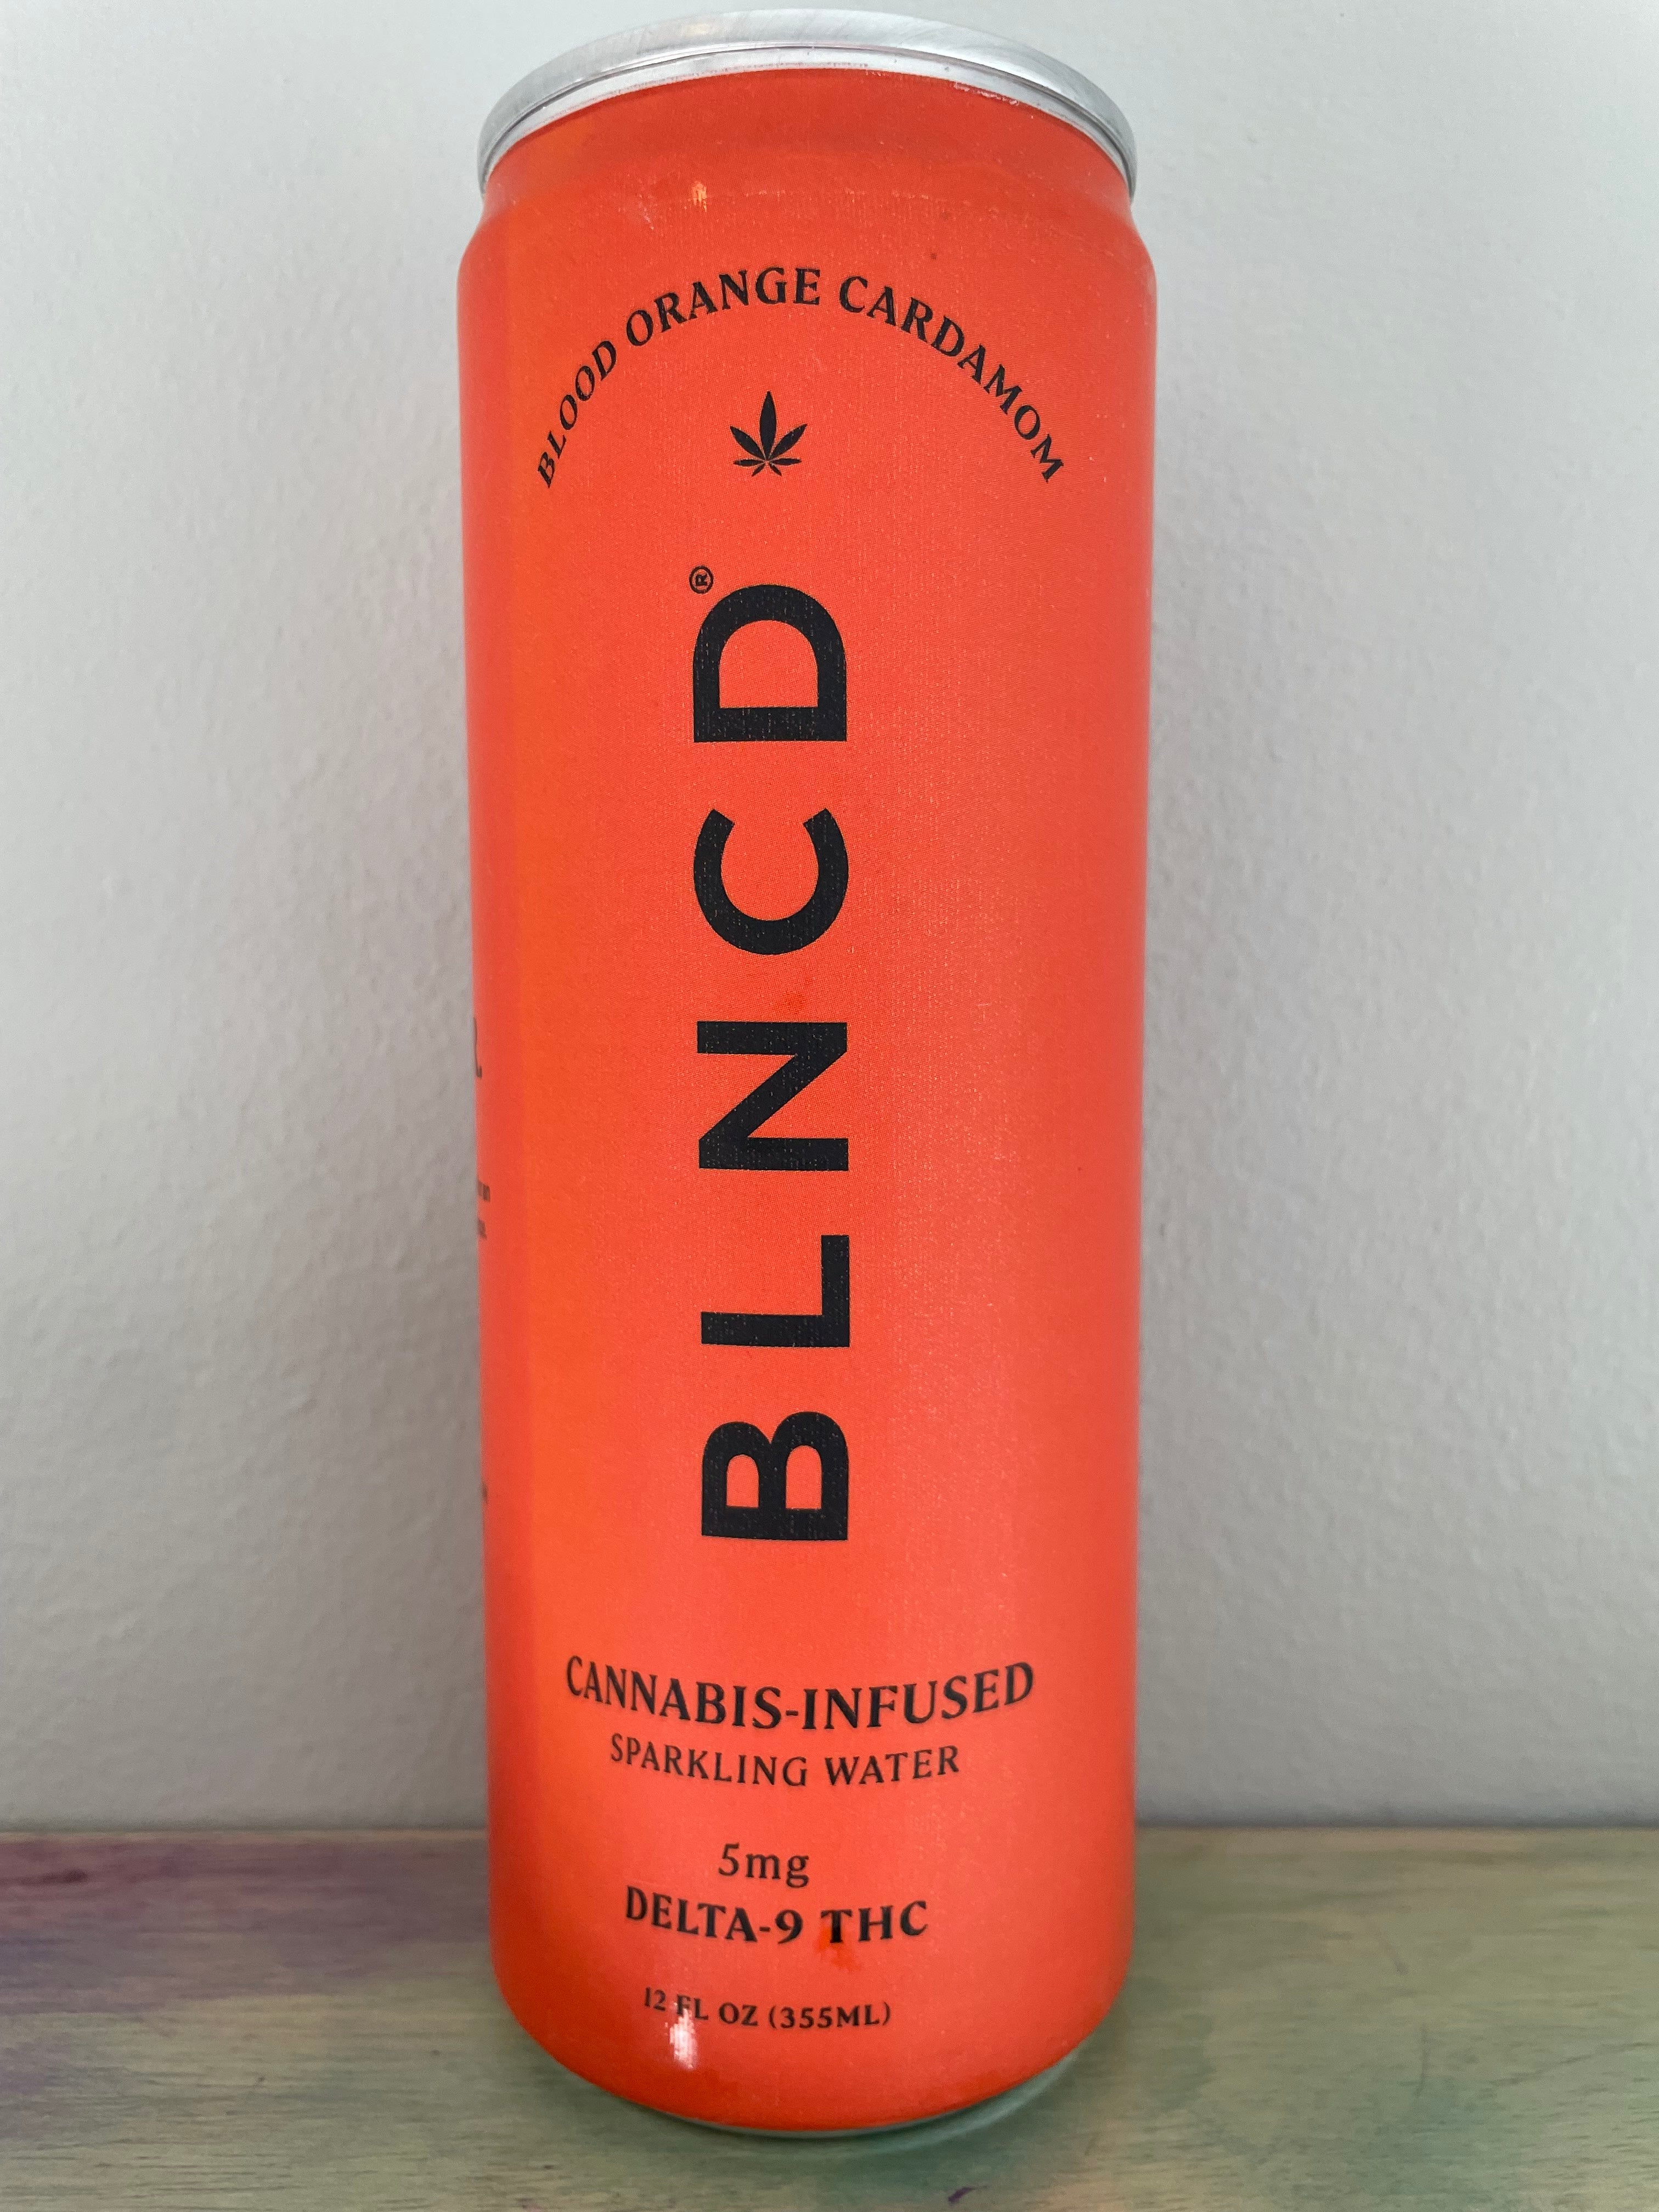 BLOOD ORANGE CARDAMOM
BLNCD®
CANNABIS-INFUSED
SPARKLING WATER
5mg
DELTA-9 THC
12 FL OZ (355ML)